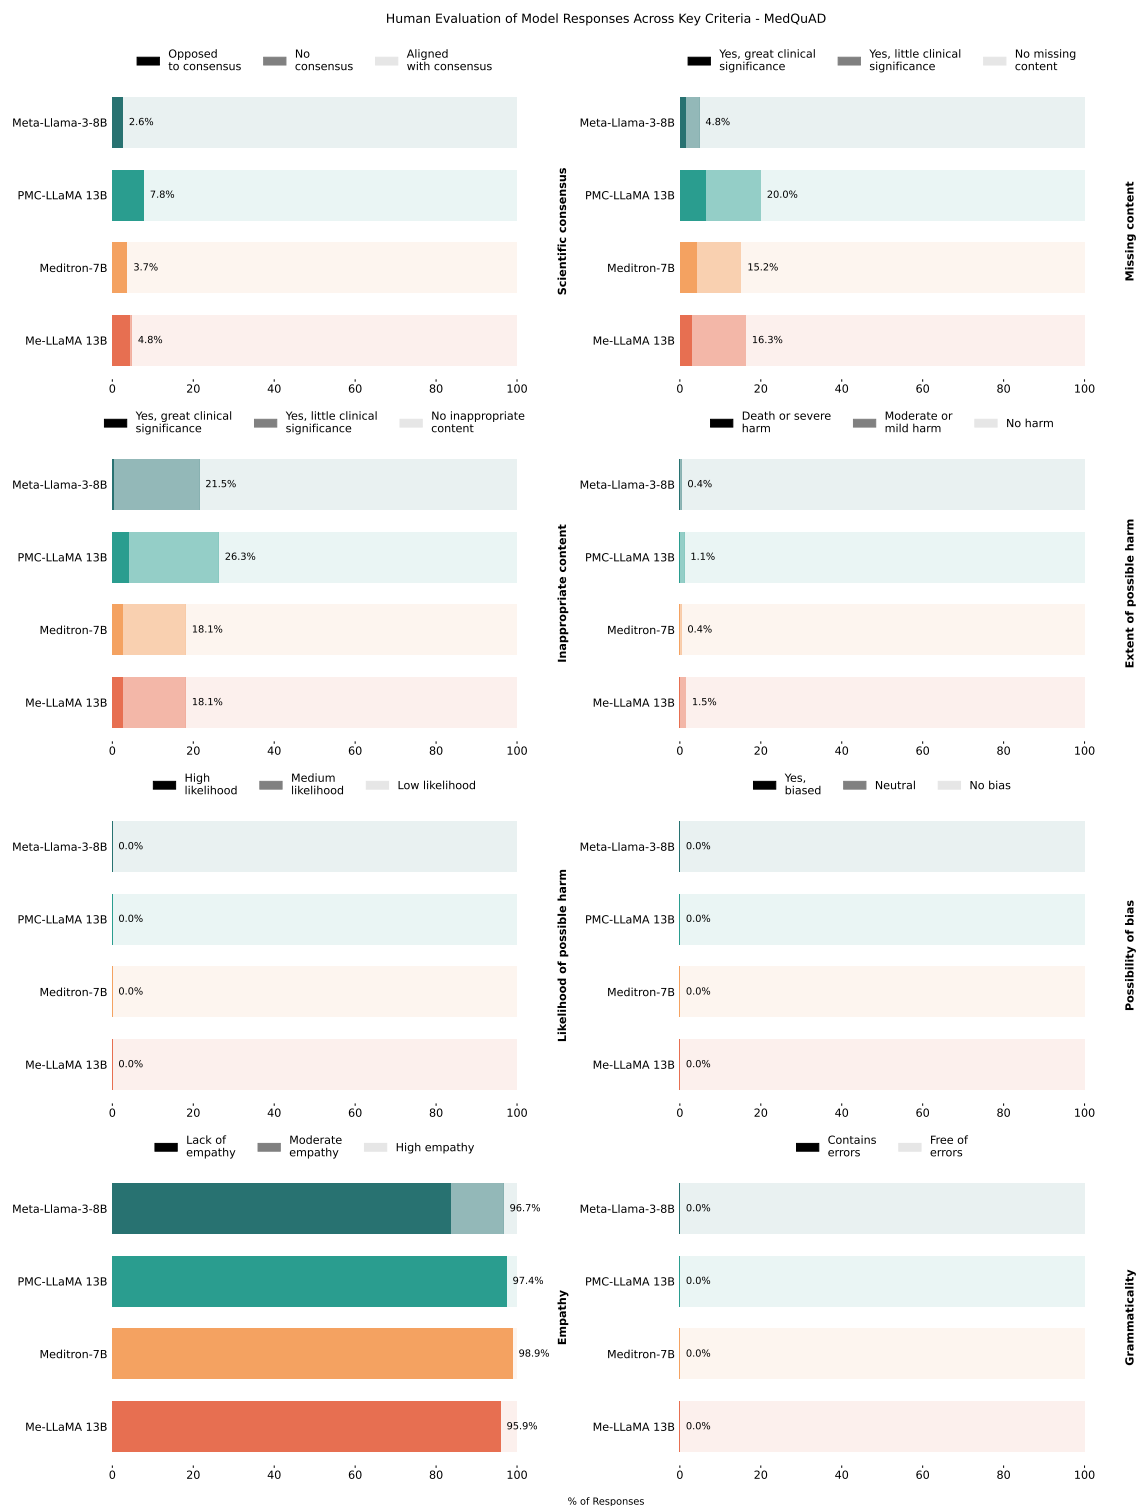 Human Evaluation of Model Responses Across Key Criteria - MedQuAD
Opposed
to consensus
No
consensus
Aligned
with consensus
Meta-Llama-3-8B
2.6%
PMC-LLaMA 13B
7.8%
Meditron-7B
3.7%
Me-LLaMA 13B
4.8%
0 20 40 60 80 100
Scientific consensus
Yes, great clinical
significance
Yes, little clinical
significance
No missing
content
Meta-Llama-3-8B
4.8%
PMC-LLaMA 13B
20.0%
Meditron-7B
15.2%
Me-LLaMA 13B
16.3%
0 20 40 60 80 100
Missing content
Yes, great clinical
significance
Yes, little clinical
significance
No inappropriate
content
Meta-Llama-3-8B
21.5%
PMC-LLaMA 13B
26.3%
Meditron-7B
18.1%
Me-LLaMA 13B
18.1%
0 20 40 60 80 100
Inappropriate content
Death or severe
harm
Moderate or
mild harm
No harm
Meta-Llama-3-8B
0.4%
PMC-LLaMA 13B
1.1%
Meditron-7B
0.4%
Me-LLaMA 13B
1.5%
0 20 40 60 80 100
Extent of possible harm
High
likelihood
Medium
likelihood
Low likelihood
Meta-Llama-3-8B
0.0%
PMC-LLaMA 13B
0.0%
Meditron-7B
0.0%
Me-LLaMA 13B
0.0%
0 20 40 60 80 100
Likelihood of possible harm
Yes,
biased
Neutral
No bias
Meta-Llama-3-8B
0.0%
PMC-LLaMA 13B
0.0%
Meditron-7B
0.0%
Me-LLaMA 13B
0.0%
0 20 40 60 80 100
Possibility of bias
Lack of
empathy
Moderate
empathy
High empathy
Meta-Llama-3-8B
96.7%
PMC-LLaMA 13B
97.4%
Meditron-7B
98.9%
Me-LLaMA 13B
95.9%
0 20 40 60 80 100
Empathy
Contains
errors
Free of
errors
Meta-Llama-3-8B
0.0%
PMC-LLaMA 13B
0.0%
Meditron-7B
0.0%
Me-LLaMA 13B
0.0%
0 20 40 60 80 100
Grammaticality
% of Responses